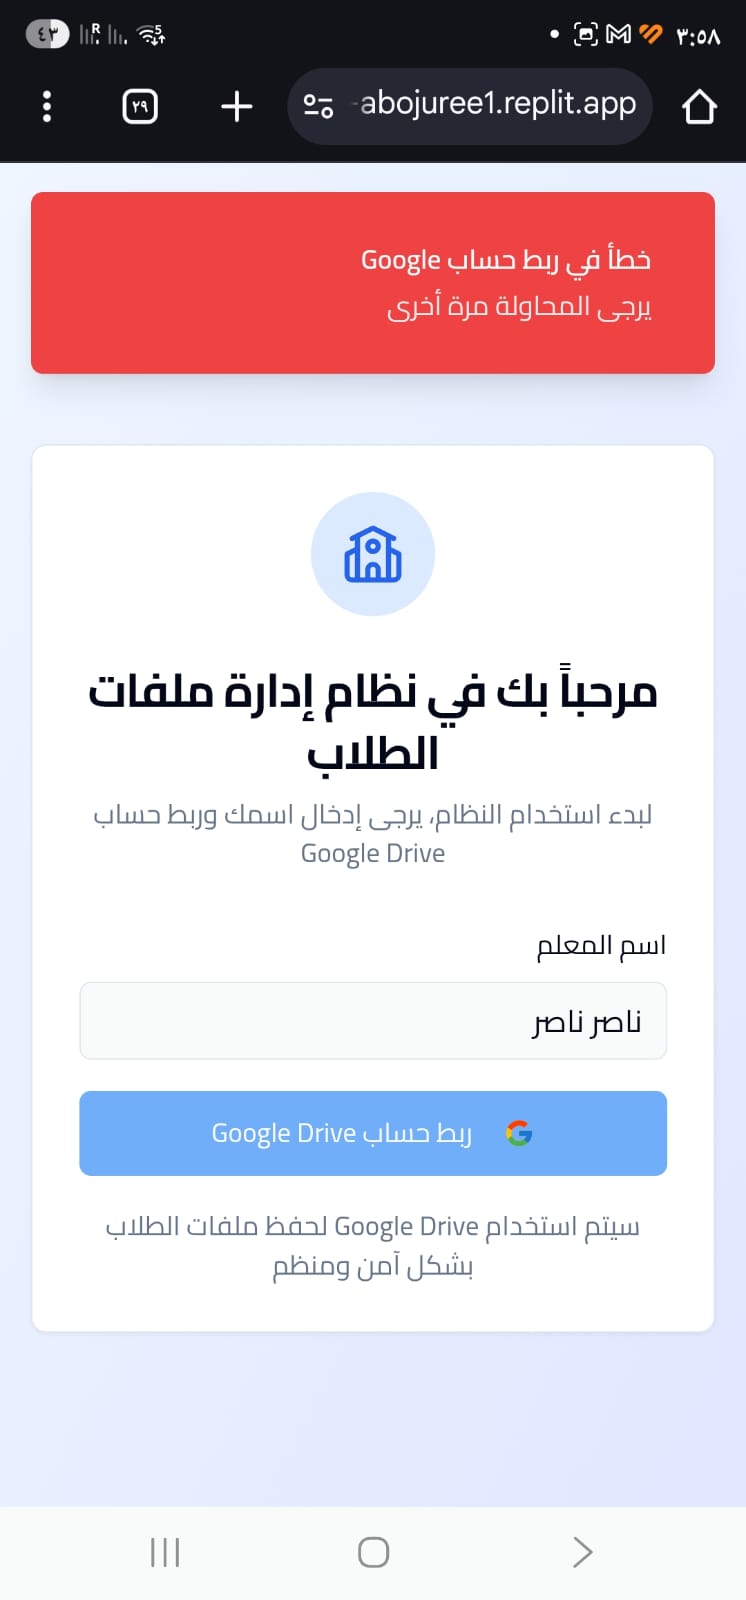 ٤٣
٣:٥٨
٢٩
-abojuree1.replit.app
خطأ في ربط حساب Google
يرجى المحاولة مرة أخرى
مرحباً بك في نظام إدارة ملفات
الطلاب
لبدء استخدام النظام، يرجى إدخال اسمك وربط حساب
Google Drive
اسم المعلم
ناصر ناصر
ربط حساب Google Drive
سيتم استخدام Google Drive لحفظ ملفات الطلاب
بشكل آمن ومنظم